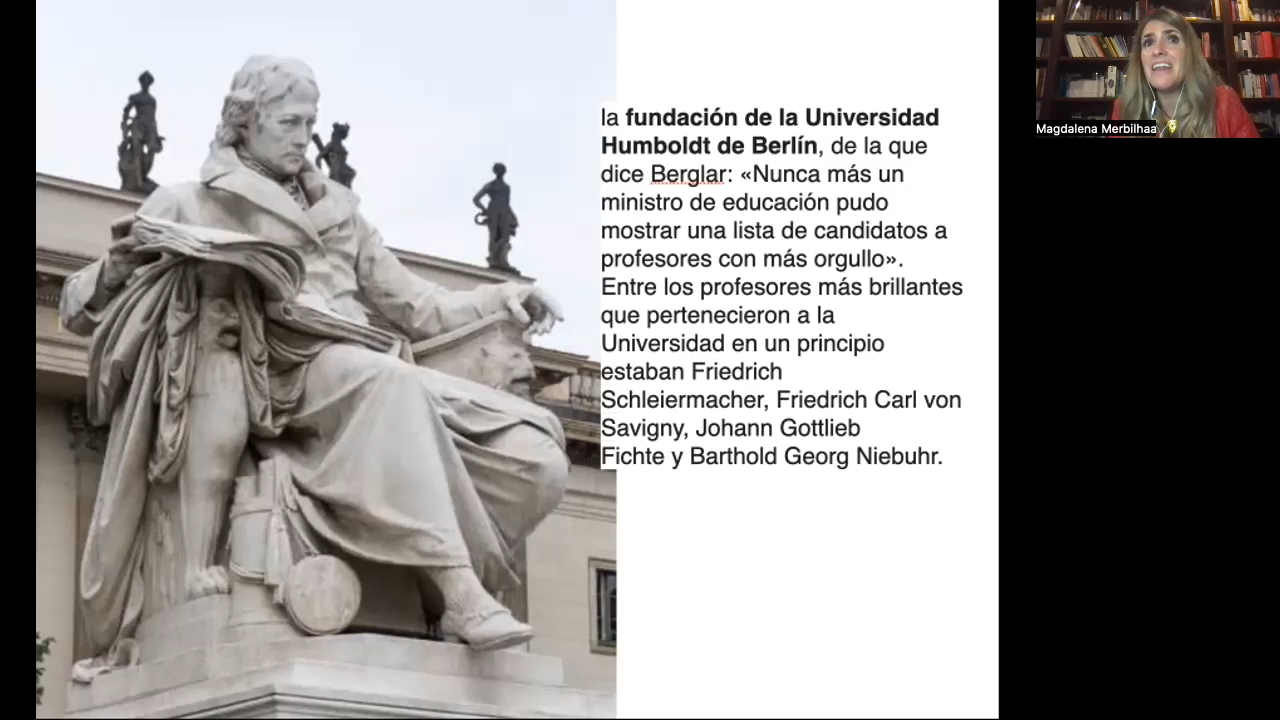 la fundación de la Universidad
Humboldt de Berlín, de la que
dice Berglar: «Nunca más un
ministro de educación pudo
mostrar una lista de candidatos a
profesores con más orgullo».
Entre los profesores más brillantes
que pertenecieron a la
Universidad en un principio
estaban Friedrich
Schleiermacher, Friedrich Carl von
Savigny, Johann Gottlieb
Fichte y Barthold Georg Niebuhr.
Magdalena Merbilhaa